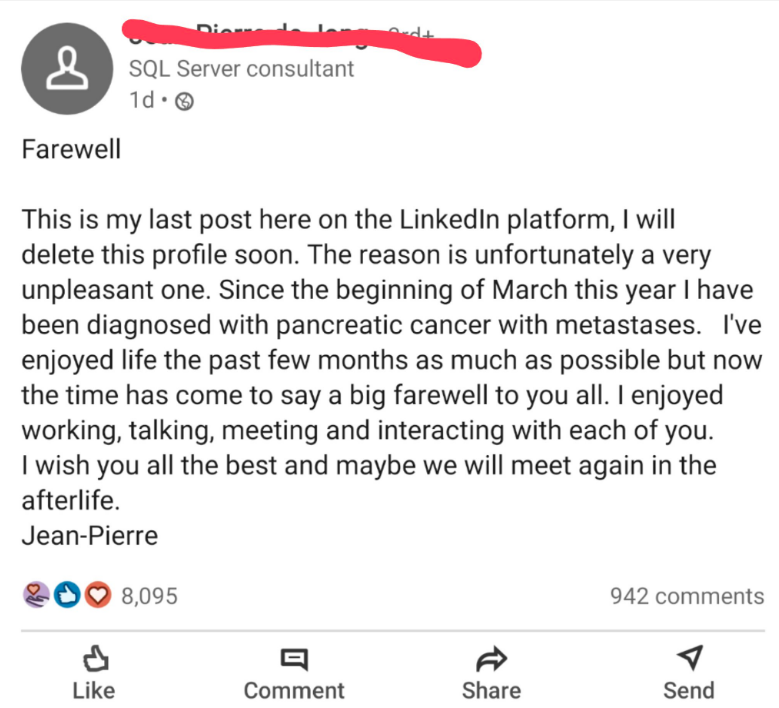 SQL Server consultant
1d •
Farewell
This is my last post here on the LinkedIn platform, I will
delete this profile soon. The reason is unfortunately a very
unpleasant one. Since the beginning of March this year I have
been diagnosed with pancreatic cancer with metastases.   I've
enjoyed life the past few months as much as possible but now
the time has come to say a big farewell to you all. I enjoyed
working, talking, meeting and interacting with each of you.
I wish you all the best and maybe we will meet again in the
afterlife.
Jean-Pierre
8,095 942 comments
Like Comment Share Send